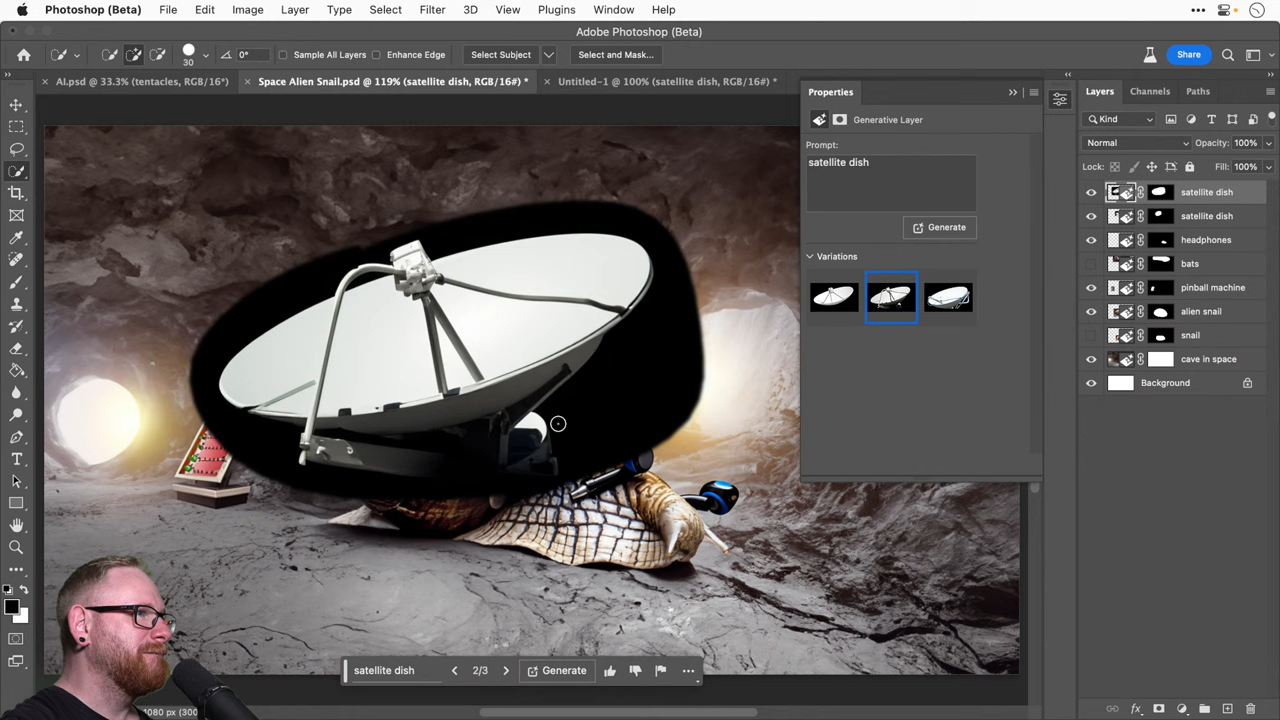 Photoshop (Beta) File Edit Image Layer Type Select Filter 3D View Plugins Window Help
Adobe Photoshop (Beta)
30 0° Sample All Layers Enhance Edge Select Subject Select and Mask... Share
AI.psd @ 33.3% (tentacles, RGB/16*) Space Alien Snail.psd @ 119% (satellite dish, RGB/16#) * Untitled-1 @ 100% (satellite dish, RGB/16#) *
Properties
Generative Layer
Prompt:
satellite dish
Generate
Variations
Layers Channels Paths
Kind
Normal Opacity: 100%
Lock: Fill: 100%
satellite dish
satellite dish
headphones
bats
pinball machine
alien snail
snail
cave in space
Background
satellite dish 2/3 Generate
1080 px (300